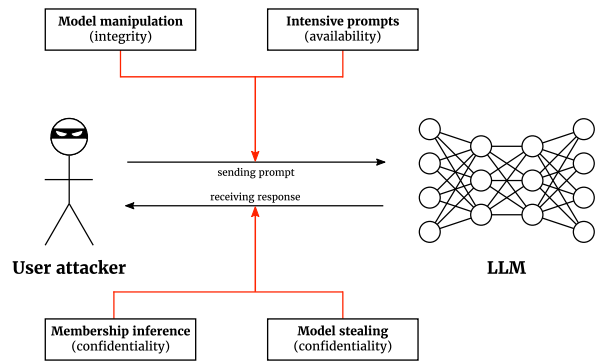 Model manipulation
(integrity)
Intensive prompts
(availability)
sending prompt
receiving response
User attacker
LLM
Membership inference
(confidentiality)
Model stealing
(confidentiality)